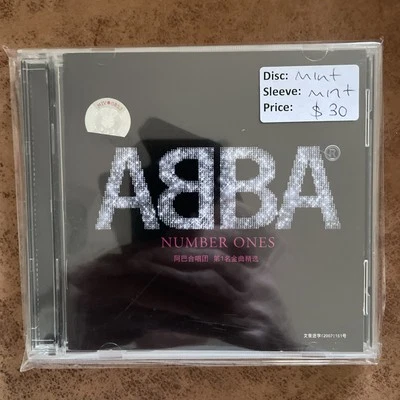 Disc: Mint
Sleeve: Mint
Price: $30
ABBA®
NUMBER ONES
阿巴合唱团 第1名金曲精选